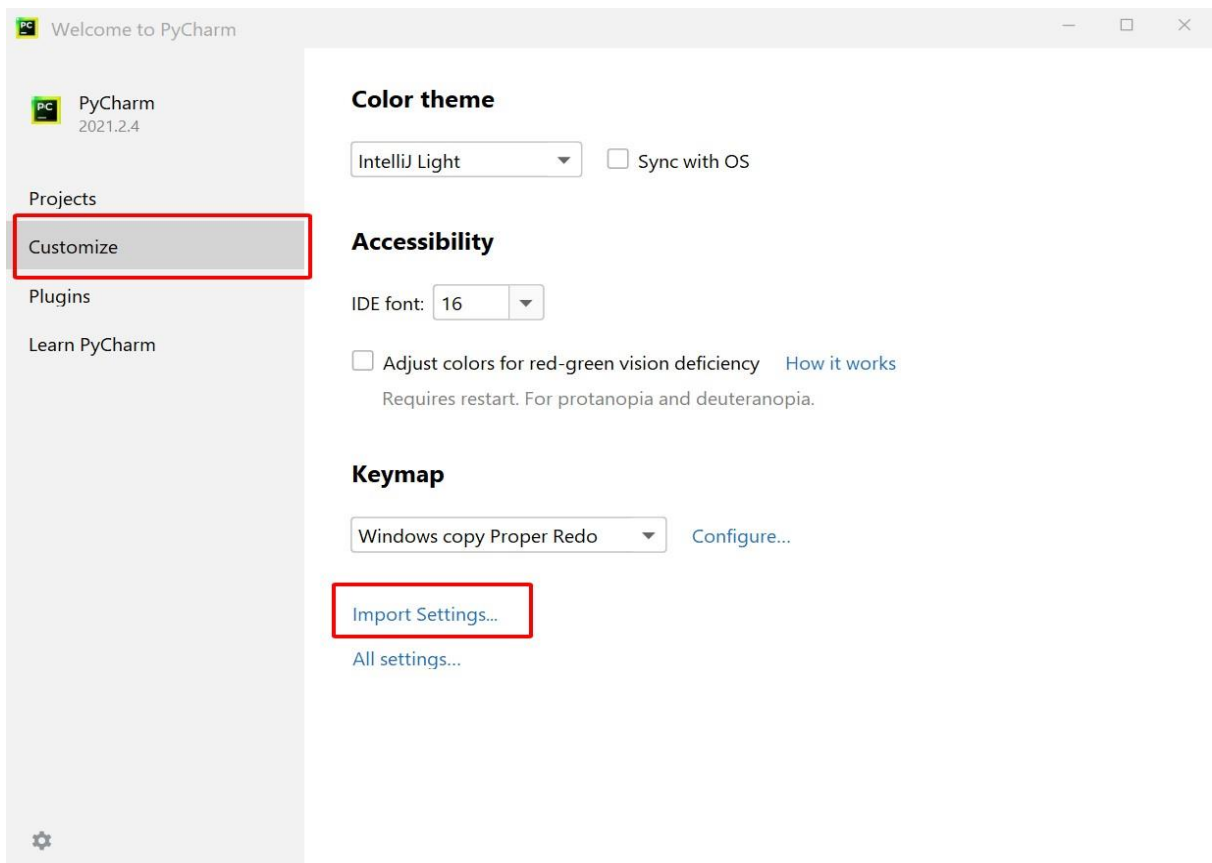 PC Welcome to PyCharm
PC PyCharm
2021.2.4
Projects
Customize
Plugins
Learn PyCharm
Color theme
IntelliJ Light Sync with OS
Accessibility
IDE font: 16
Adjust colors for red-green vision deficiency How it works
Requires restart. For protanopia and deuteranopia.
Keymap
Windows copy Proper Redo Configure...
Import Settings...
All settings...